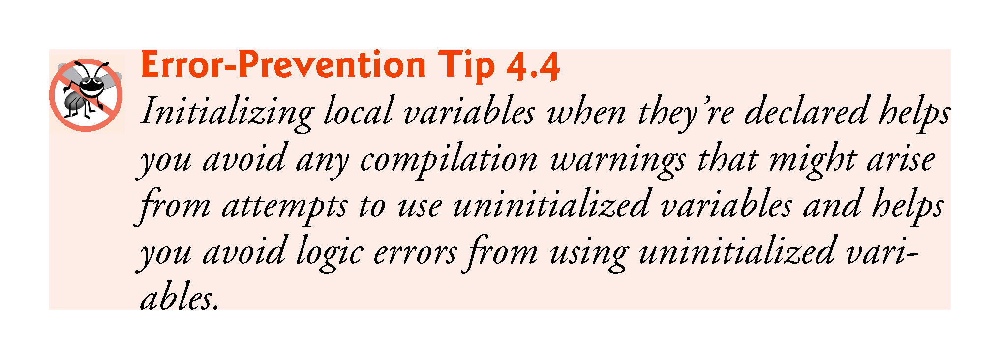 Error-Prevention Tip 4.4
Initializing local variables when they’re declared helps
you avoid any compilation warnings that might arise
from attempts to use uninitialized variables and helps
you avoid logic errors from using uninitialized vari-
ables.